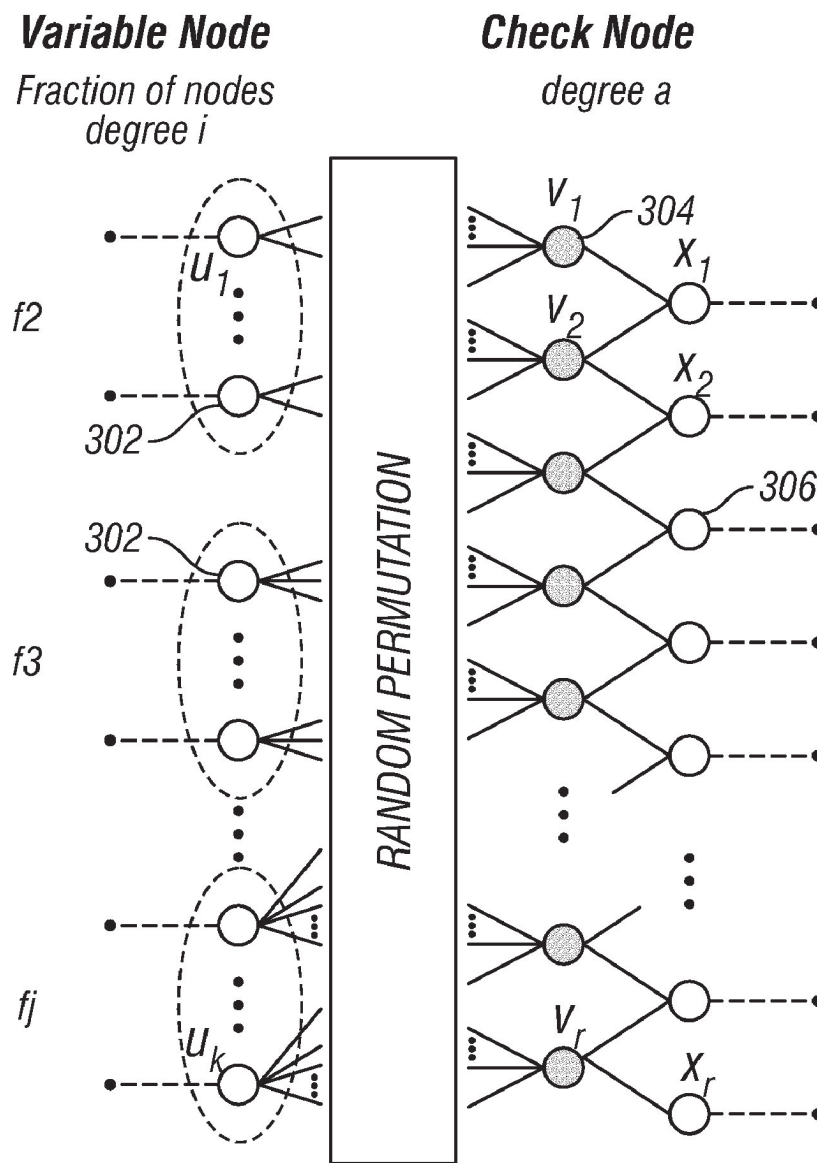 Variable Node
Fraction of nodes
degree i
Check Node
degree a
f2
u1
302
302
f3
fj
uk
RANDOM PERMUTATION
V1
304
X1
V2
X2
306
Vr
Xr